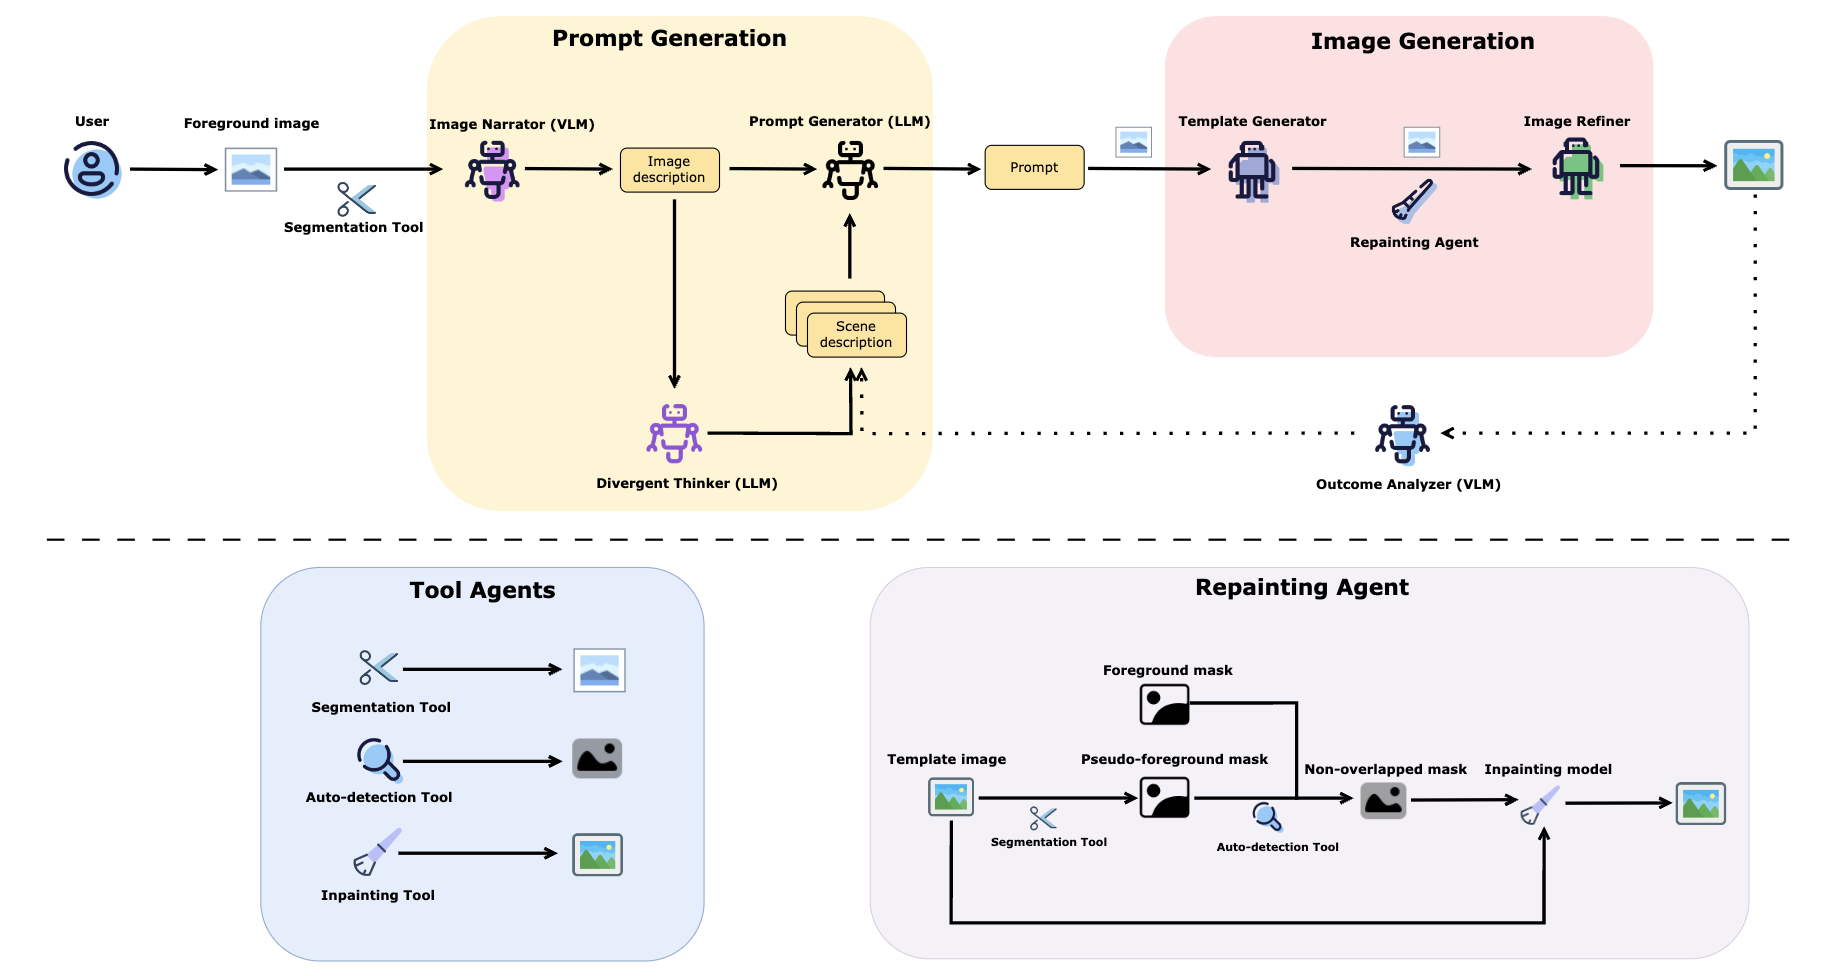 Prompt Generation
Image Generation
User
Foreground image
Segmentation Tool
Image Narrator (VLM)
Image
description
Prompt Generator (LLM)
Prompt
Template Generator
Image Refiner
Repainting Agent
Scene
description
Divergent Thinker (LLM)
Outcome Analyzer (VLM)
Tool Agents
Segmentation Tool
Auto-detection Tool
Inpainting Tool
Repainting Agent
Foreground mask
Template image
Pseudo-foreground mask
Non-overlapped mask
Inpainting model
Segmentation Tool
Auto-detection Tool